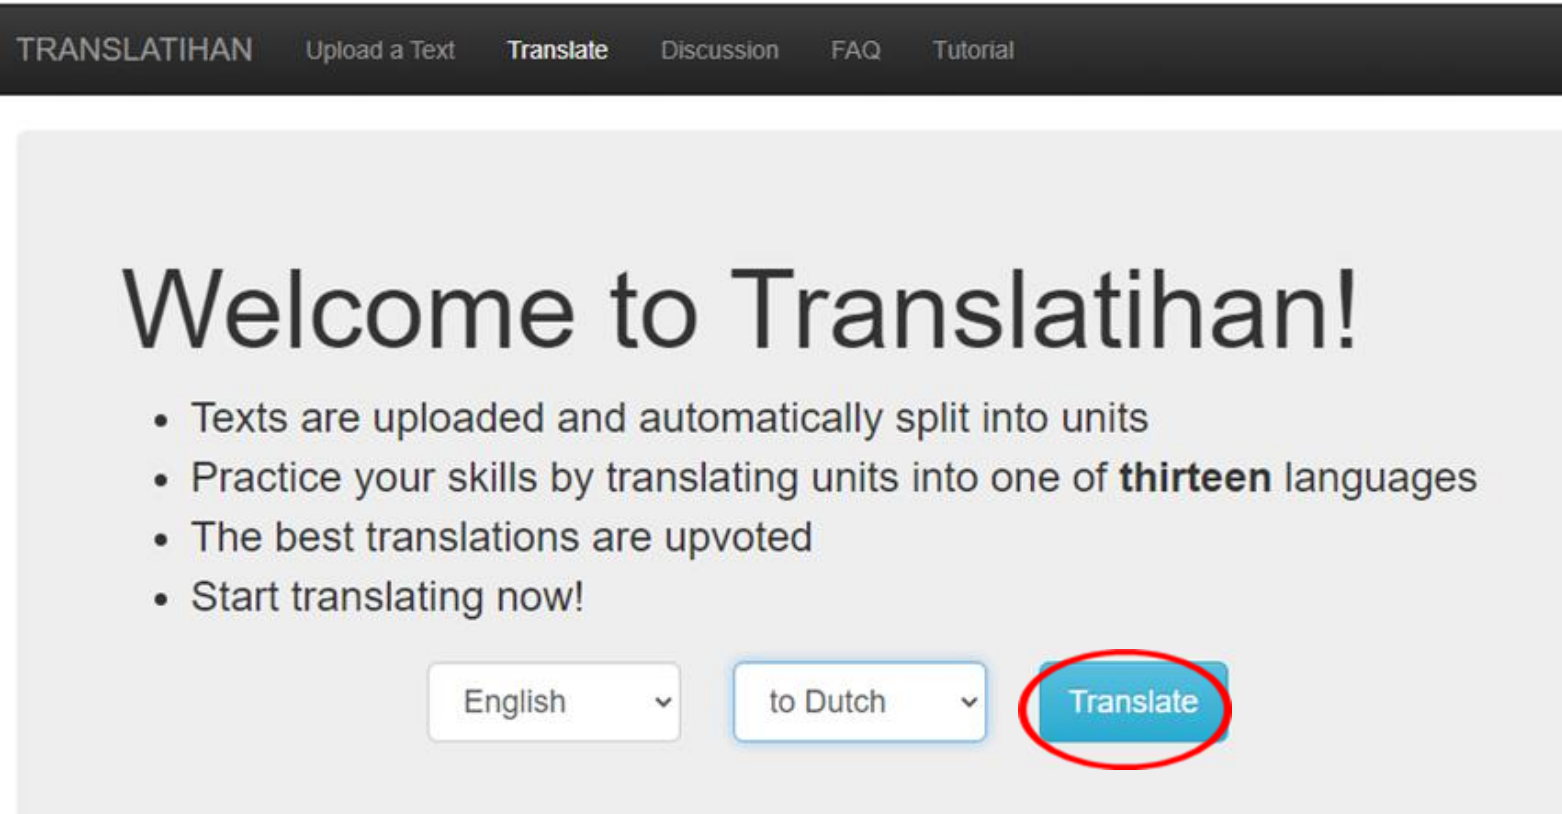 TRANSLATIHAN Upload a Text Translate Discussion FAQ Tutorial
Welcome to Translatihan!
• Texts are uploaded and automatically split into units
• Practice your skills by translating units into one of thirteen languages
• The best translations are upvoted
• Start translating now!
English to Dutch Translate